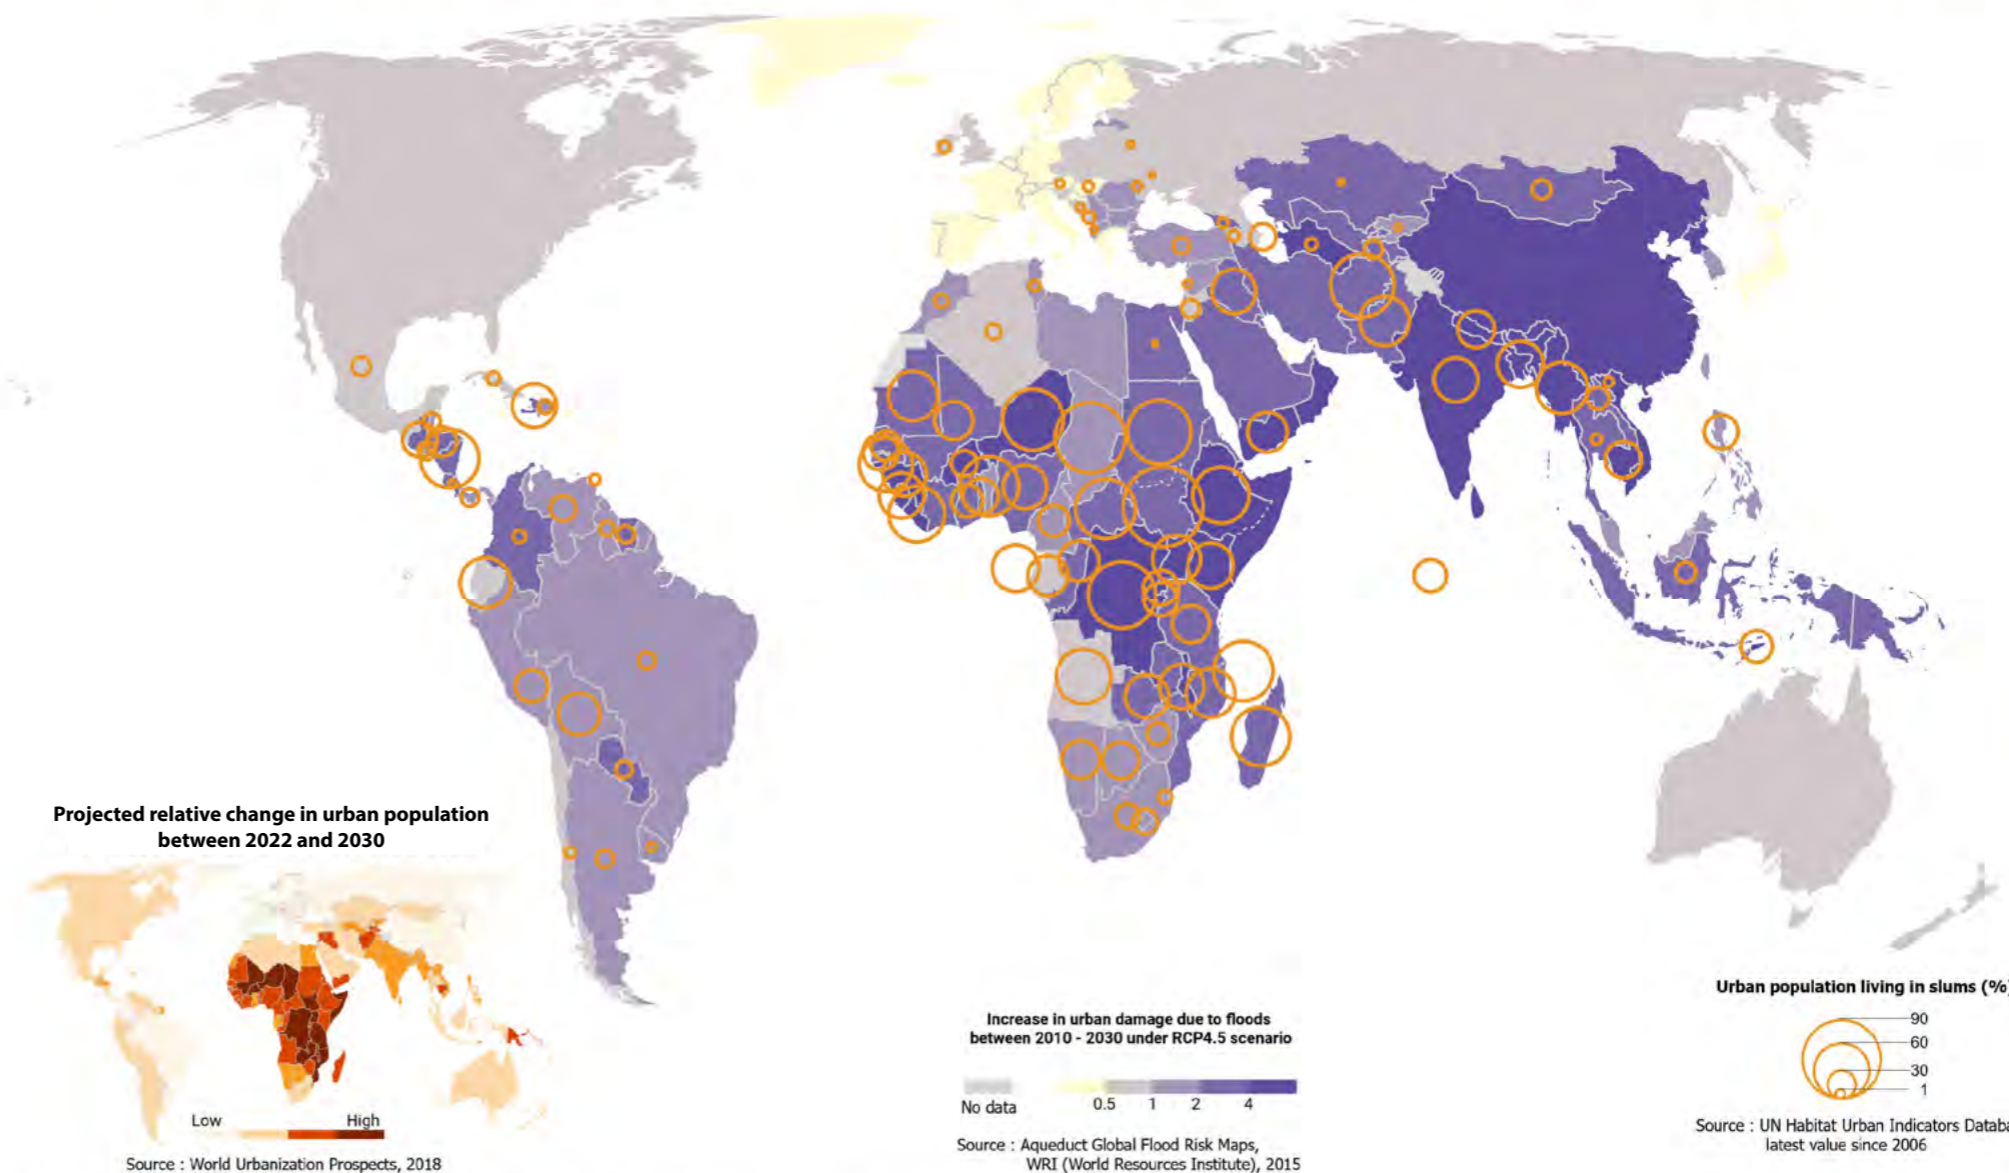 Projected relative change in urban population
between 2022 and 2030
Low High
Source : World Urbanization Prospects, 2018
Increase in urban damage due to floods
between 2010 - 2030 under RCP4.5 scenario
No data 0.5 1 2 4
Source : Aqueduct Global Flood Risk Maps,
WRI (World Resources Institute), 2015
Urban population living in slums (%)
90
60
30
1
Source : UN Habitat Urban Indicators Databa
latest value since 2006